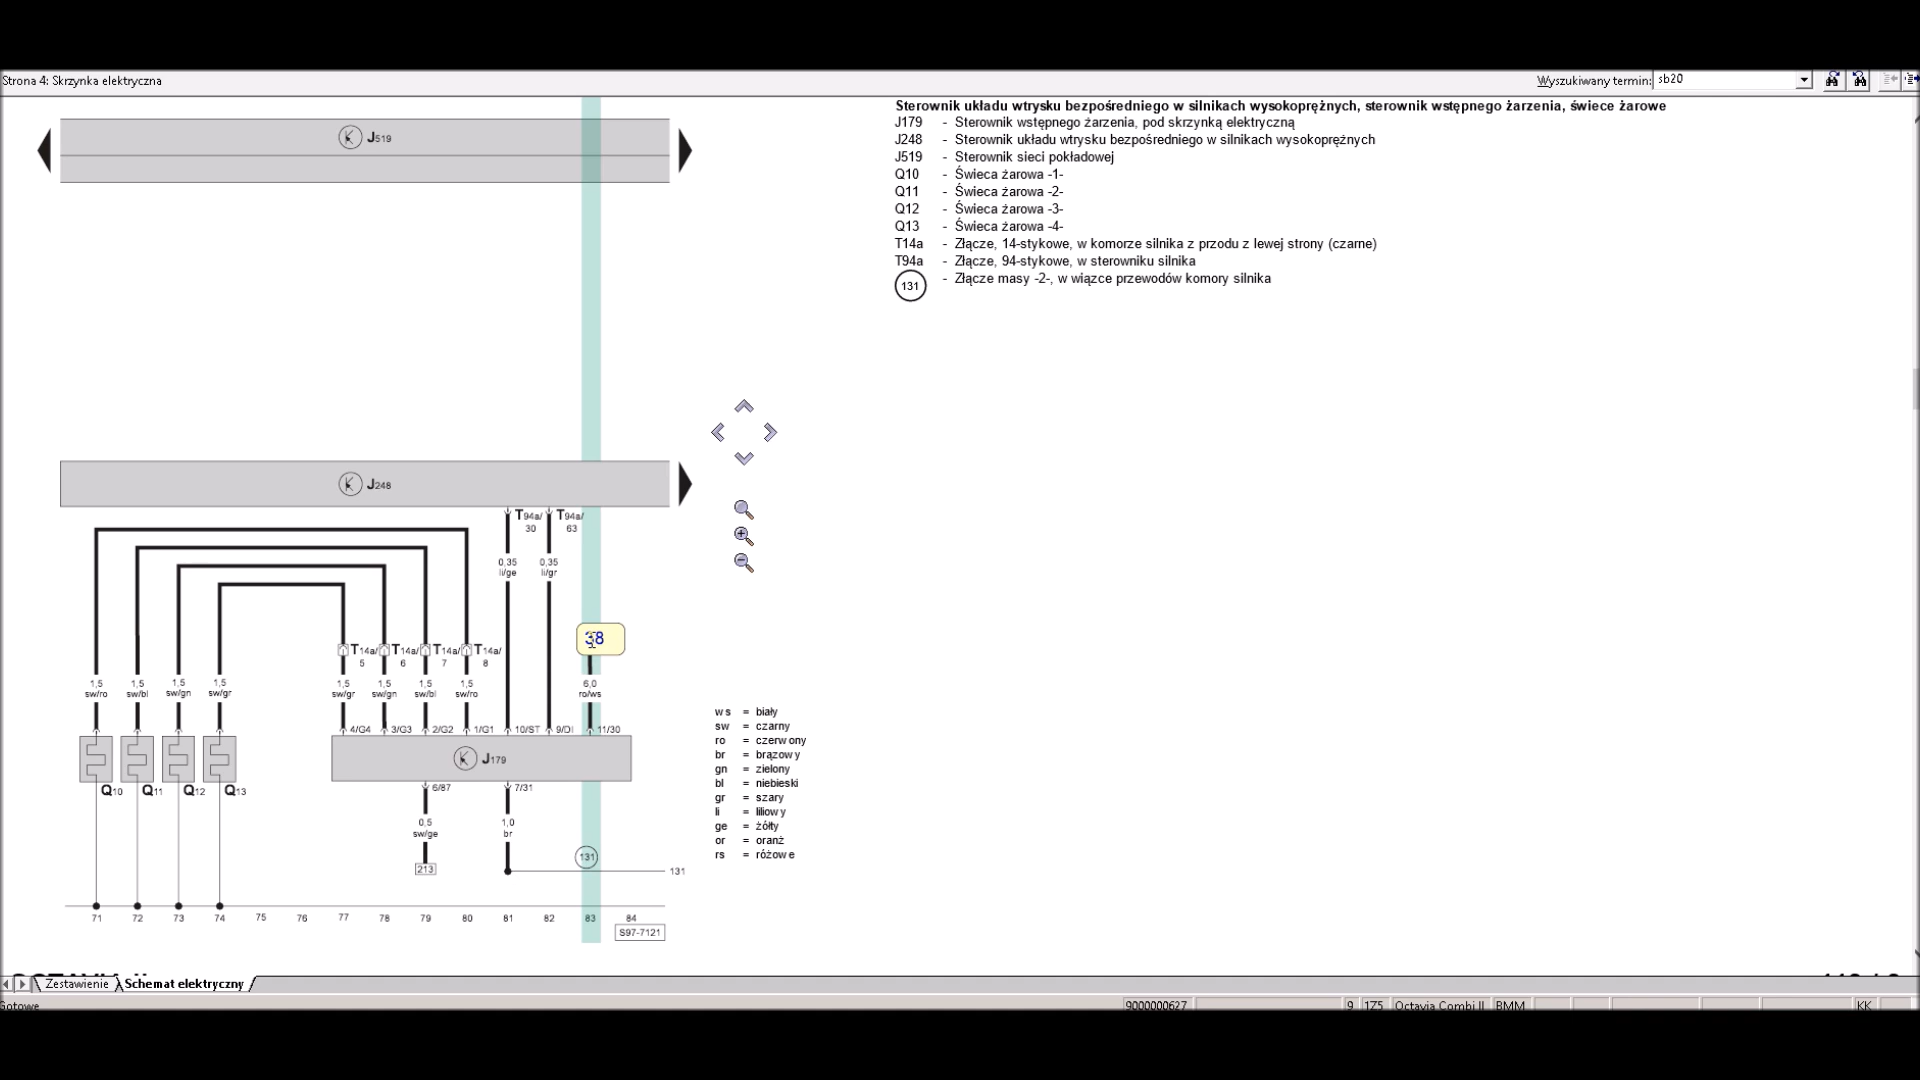 Strona 4: Skrzynka elektryczna
Wyszukiwany termin: sb20
J519
J248
T94a/ 30
T94a/ 63
0,35 li/ge
0,35 li/gr
38
T14a/ 5
T14a/ 6
T14a/ 7
T14a/ 8
1,5 sw/ro
1,5 sw/bl
1,5 sw/gn
1,5 sw/gr
1,5 sw/gr
1,5 sw/gn
1,5 sw/bl
1,5 sw/ro
6,0 ro/ws
4/G4 3/G3 2/G2 1/G1 10/ST 9/DI 11/30
J179
Q10 Q11 Q12 Q13
6/87 7/31
0,5 sw/ge
1,0 br
213
131
131
71 72 73 74 75 76 77 78 79 80 81 82 83 84
S97-7121
Sterownik układu wtrysku bezpośredniego w silnikach wysokoprężnych, sterownik wstępnego żarzenia, świece żarowe
J179 - Sterownik wstępnego żarzenia, pod skrzynką elektryczną
J248 - Sterownik układu wtrysku bezpośredniego w silnikach wysokoprężnych
J519 - Sterownik sieci pokładowej
Q10 - Świeca żarowa -1-
Q11 - Świeca żarowa -2-
Q12 - Świeca żarowa -3-
Q13 - Świeca żarowa -4-
T14a - Złącze, 14-stykowe, w komorze silnika z przodu z lewej strony (czarne)
T94a - Złącze, 94-stykowe, w sterowniku silnika
131 - Złącze masy -2-, w wiązce przewodów komory silnika
ws = biały
sw = czarny
ro = czerwony
br = brązowy
gn = zielony
bl = niebieski
gr = szary
li = liliowy
ge = żółty
or = oranż
rs = różowe
Zestawienie Schemat elektryczny
Gotowe 9000000627 9 1Z5 Octavia Combi II BMM KK